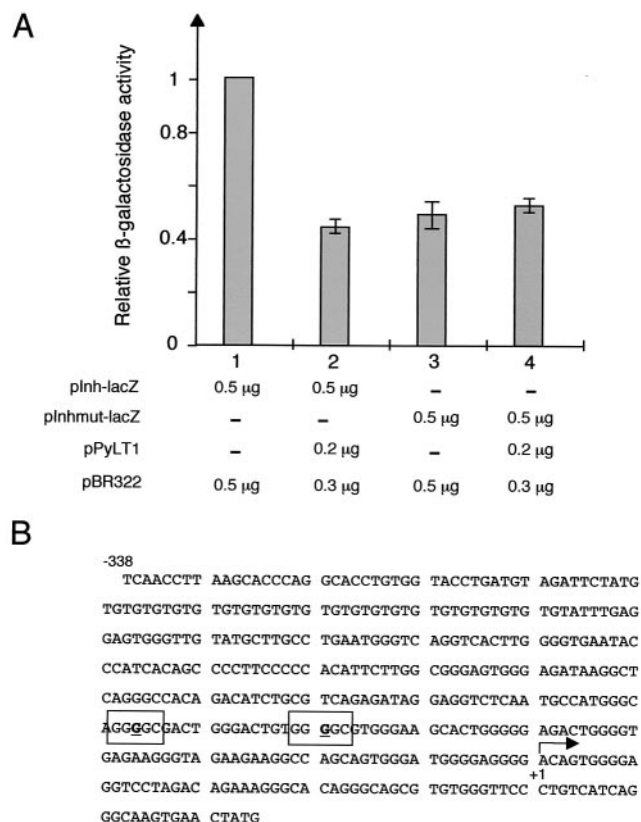 A
Relative ß-galactosidase activity
1
0.8
0.4
0
1 2 3 4
pInh-lacZ 0.5 µg 0.5 µg – –
pInhmut-lacZ – – 0.5 µg 0.5 µg
pPyLT1 – 0.2 µg – 0.2 µg
pBR322 0.5 µg 0.3 µg 0.5 µg 0.3 µg
B
-338
TCAACCTT AAGCACCCAG GCACCTGTGG TACCTGATGT AGATTCTATG
TGTGTGTGTG TGTGTGTGTG TGTGTGTGTG TGTGTGTGTG TGTATTTGAG
GAGTGGGTTG TATGCTTGCC TGAATGGGTC AGGTCACTTG GGGTGAATAC
CCATCACAGC CCCTTCCCCC ACATTCTTGG CGGGAGTGGG AGATAAGGCT
CAGGGCCACA GACATCTGCG TCAGAGATAG GAGGTCTCAA TGCCATGGGC
AGGGGCGACT GGGACTGTGG GGGCGTGGGAA GCACTGGGGG AGACTGGGGT
GAGAAGGGTA GAAGAAGGCC AGCAGTGGGA TGGGGAGGGG ACAGTGGGGA
+1
GGTCCTAGAC AGAAAGGGCA CAGGGCAGCG TGTGGGTTCC CTGTCATCAG
GGCAAGTGAA CTATG